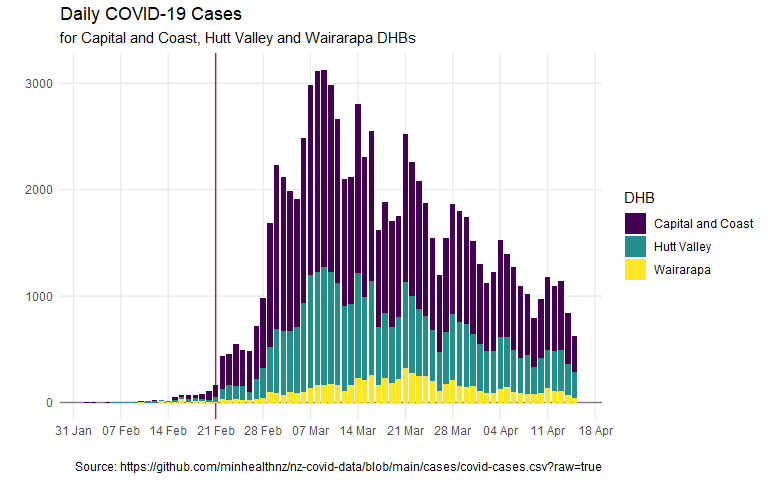 Daily COVID-19 Cases
for Capital and Coast, Hutt Valley and Wairarapa DHBs
3000
2000
1000
0
31 Jan 07 Feb 14 Feb 21 Feb 28 Feb 07 Mar 14 Mar 21 Mar 28 Mar 04 Apr 11 Apr 18 Apr
DHB
Capital and Coast
Hutt Valley
Wairarapa
Source: https://github.com/minhealthnz/nz-covid-data/blob/main/cases/covid-cases.csv?raw=true